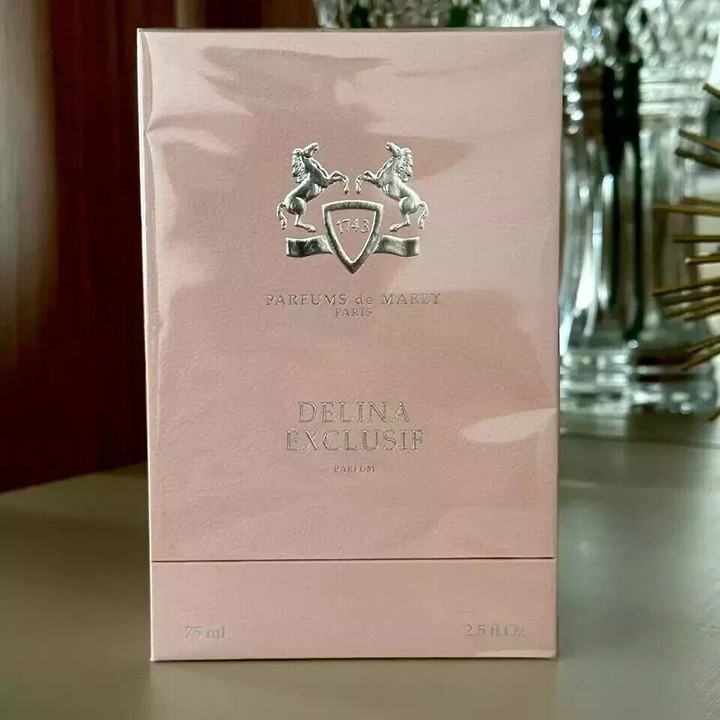 1743
PARFUMS de MARLY
PARIS
DELINA
EXCLUSIF
PARFUM
75 ml
2.5 fl.Oz